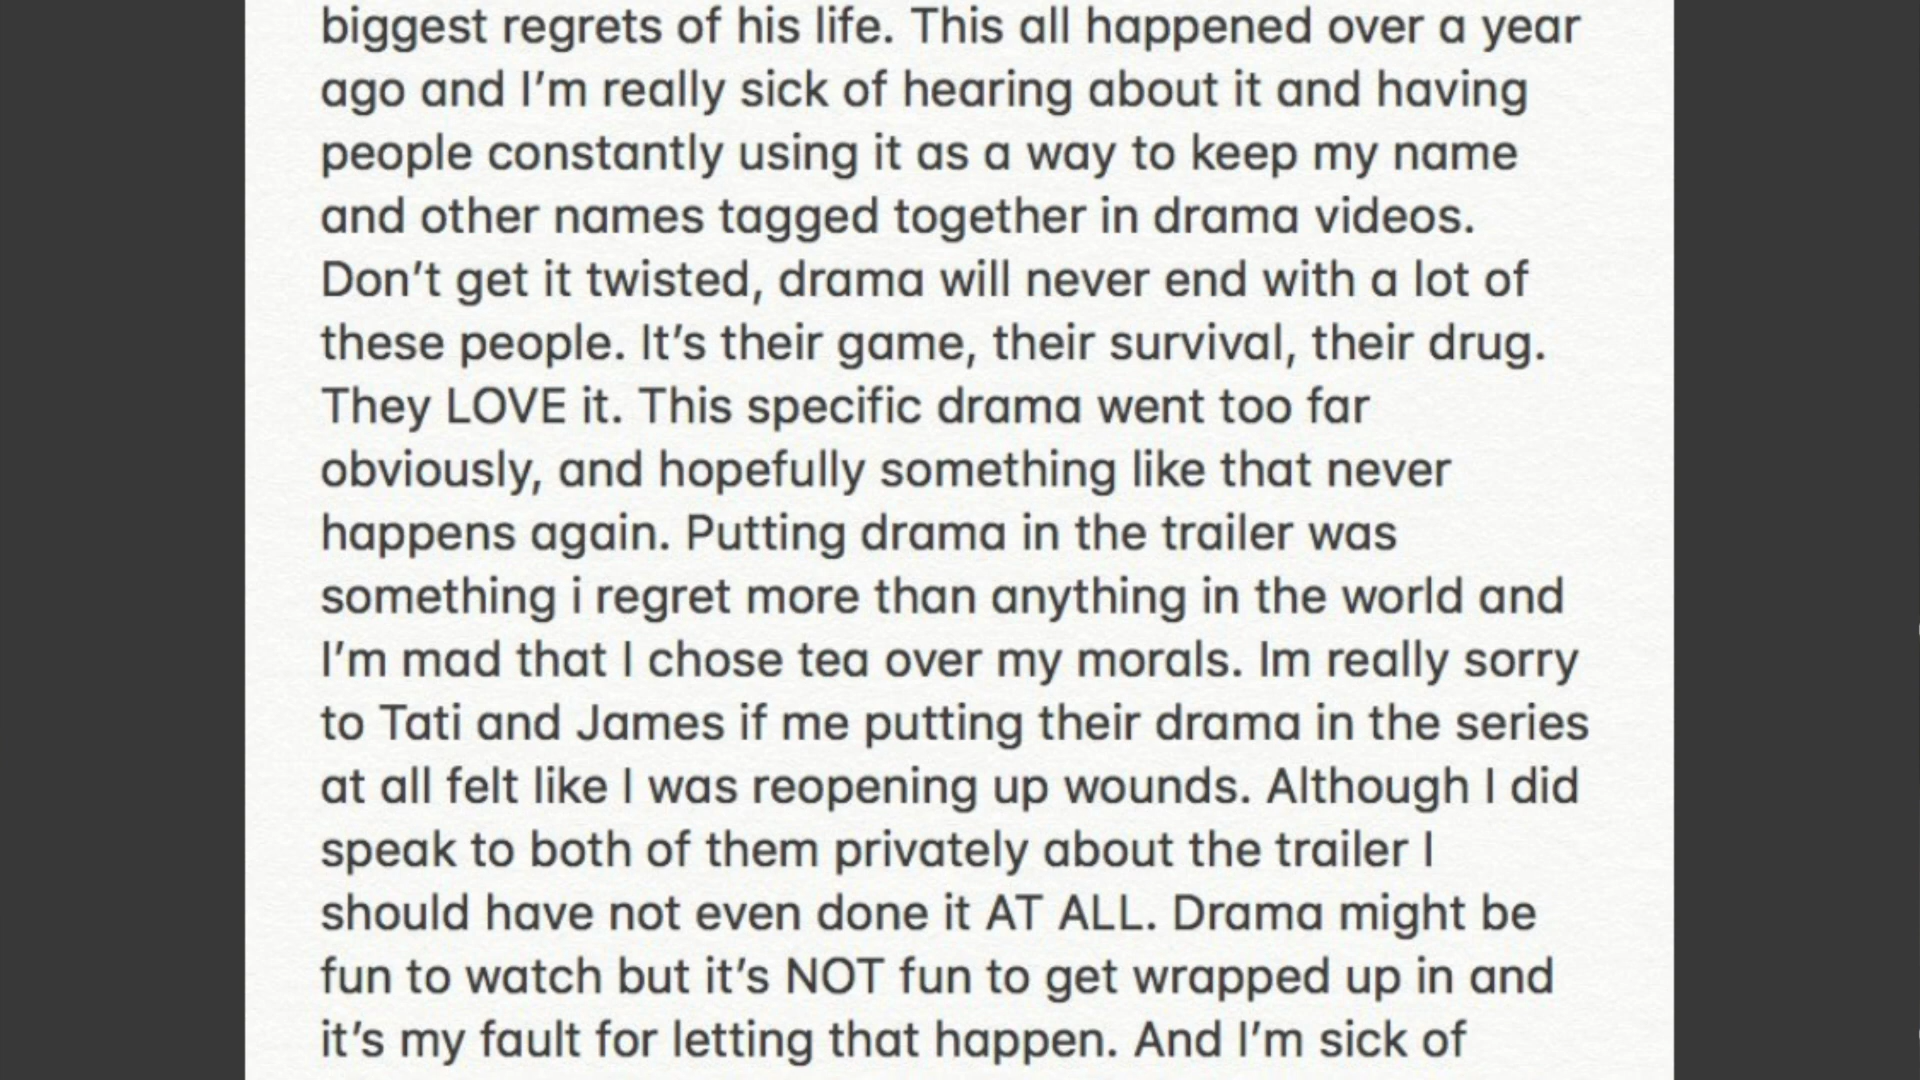 biggest regrets of his life. This all happened over a year
ago and I’m really sick of hearing about it and having
people constantly using it as a way to keep my name
and other names tagged together in drama videos.
Don’t get it twisted, drama will never end with a lot of
these people. It’s their game, their survival, their drug.
They LOVE it. This specific drama went too far
obviously, and hopefully something like that never
happens again. Putting drama in the trailer was
something i regret more than anything in the world and
I’m mad that I chose tea over my morals. Im really sorry
to Tati and James if me putting their drama in the series
at all felt like I was reopening up wounds. Although I did
speak to both of them privately about the trailer I
should have not even done it AT ALL. Drama might be
fun to watch but it’s NOT fun to get wrapped up in and
it’s my fault for letting that happen. And I’m sick of